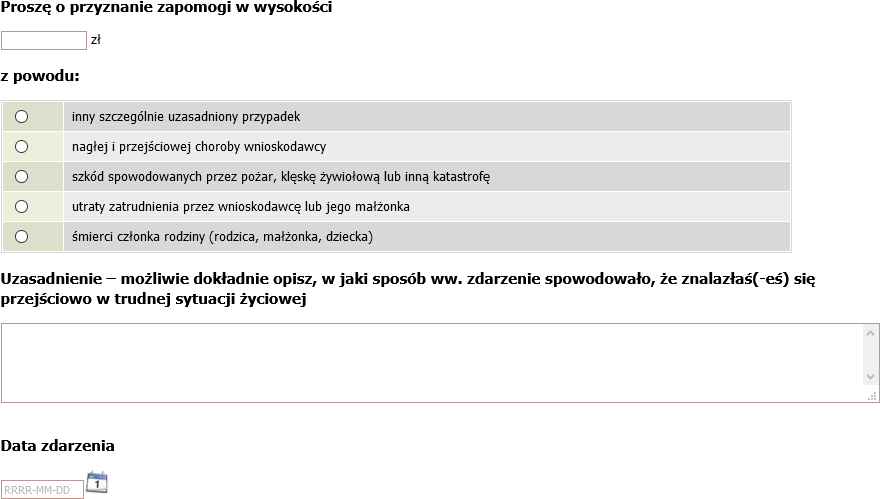 Proszę o przyznanie zapomogi w wysokości
zł
z powodu:
inny szczególnie uzasadniony przypadek
nagłej i przejściowej choroby wnioskodawcy
szkód spowodowanych przez pożar, klęskę żywiołową lub inną katastrofę
utraty zatrudnienia przez wnioskodawcę lub jego małżonka
śmierci członka rodziny (rodzica, małżonka, dziecka)
Uzasadnienie – możliwie dokładnie opisz, w jaki sposób ww. zdarzenie spowodowało, że znalazłaś(-eś) się
przejściowo w trudnej sytuacji życiowej
Data zdarzenia
RRRR-MM-DD 1